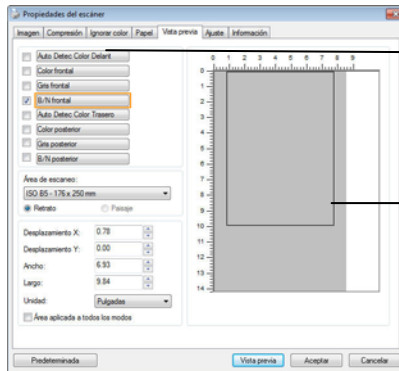 Propiedades del escáner
Imagen Compresión Ignorar color Papel Vista previa Ajuste Información
Auto Detec Color Delant
Color frontal
Gris frontal
B/N frontal
Auto Detec Color Trasero
Color posterior
Gris posterior
B/N posterior
Área de escaneo:
ISO B5 - 176 x 250 mm
Retrato Paisaje
Desplazamiento X: 0.78
Desplazamiento Y: 0.00
Ancho: 6.93
Largo: 9.84
Unidad: Pulgadas
Área aplicada a todos los modos
0 1 2 3 4 5 6 7 8 9
0
1
2
3
4
5
6
7
8
9
10
11
12
13
14
Predeterminada Vista previa Aceptar Cancelar